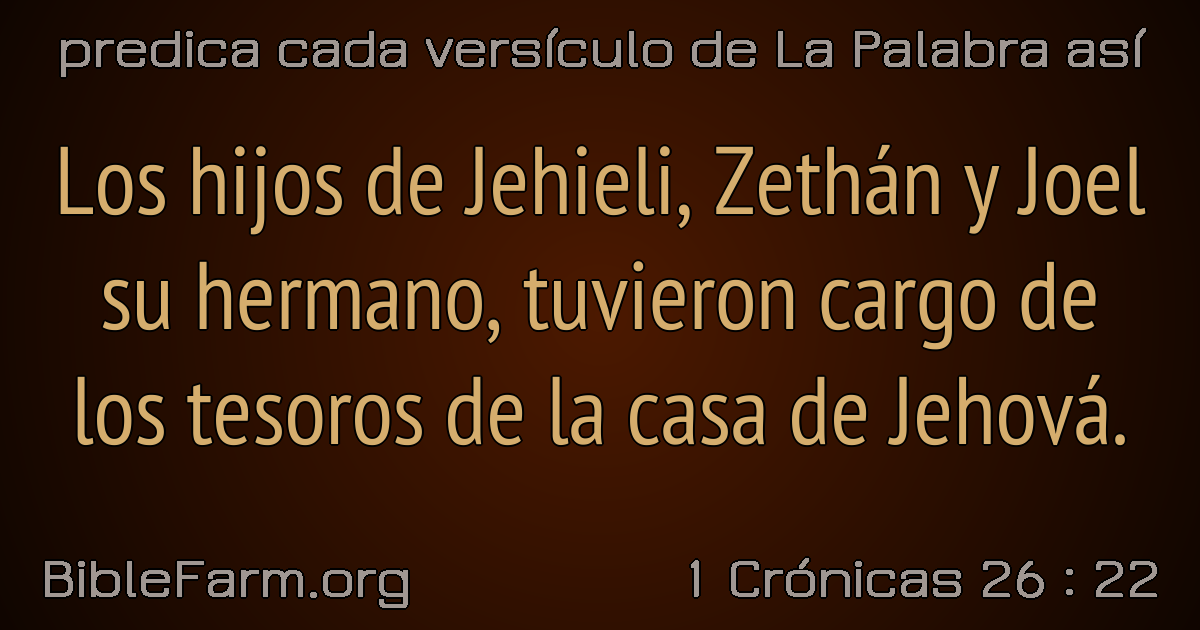 predica cada versículo de La Palabra así
Los hijos de Jehieli, Zethán y Joel
su hermano, tuvieron cargo de
los tesoros de la casa de Jehová.
BibleFarm.org
1 Crónicas 26 : 22